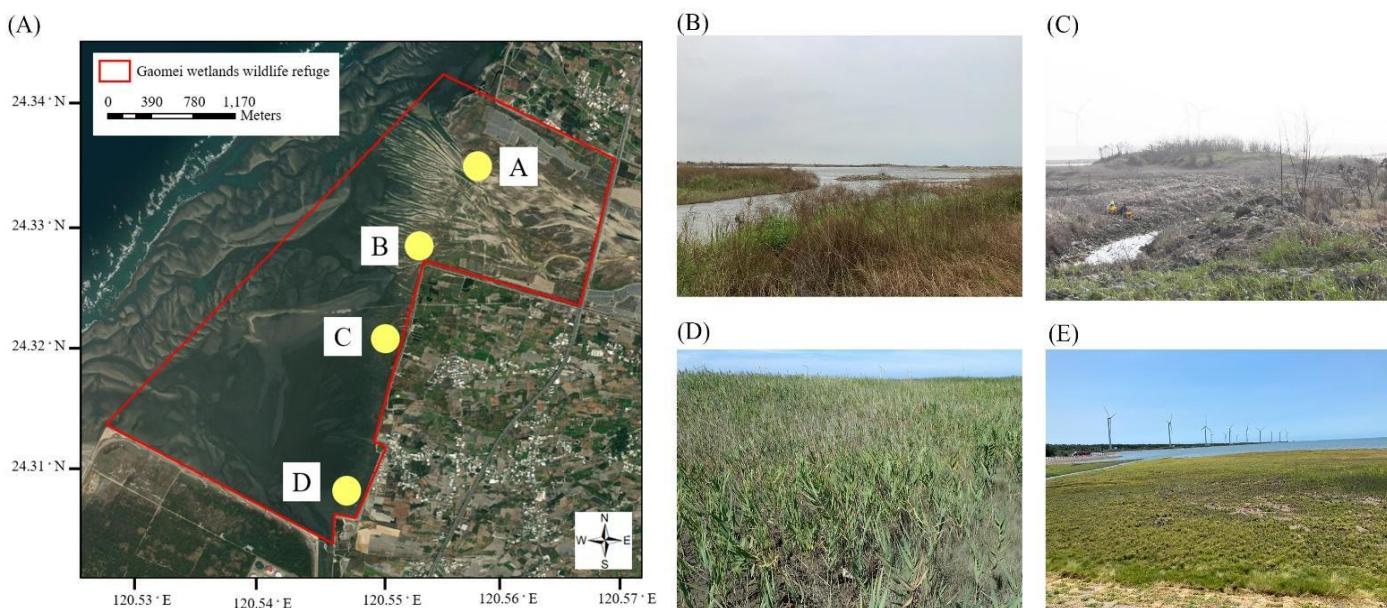 (A)
Gaomei wetlands wildlife refuge
0 390 780 1,170
Meters
24.34°N
24.33°N
24.32°N
24.31°N
120.53°E 120.54°E 120.55°E 120.56°E 120.57°E
A
B
C
D
N
W E
S
(B)
(C)
(D)
(E)